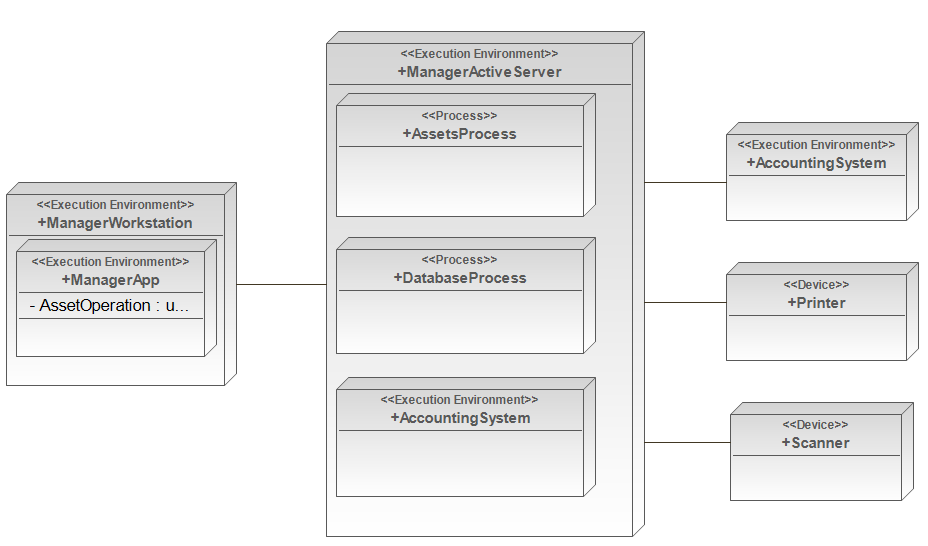 <<Execution Environment>>
+ManagerWorkstation
<<Execution Environment>>
+ManagerApp
- AssetOperation : u...
<<Execution Environment>>
+ManagerActiveServer
<<Process>>
+AssetsProcess
<<Process>>
+DatabaseProcess
<<Execution Environment>>
+AccountingSystem
<<Execution Environment>>
+AccountingSystem
<<Device>>
+Printer
<<Device>>
+Scanner